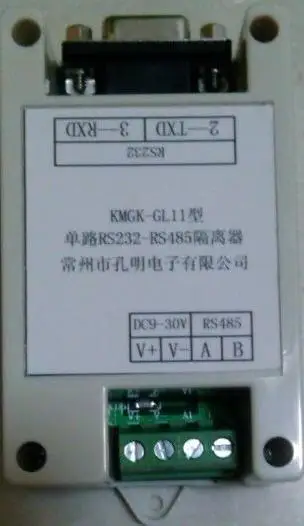 3--RXD 2--TXD
RS232
KMGK-GL11型
单路RS232-RS485隔离器
常州市孔明电子有限公司
DC9-30V RS485
V+ V- A B